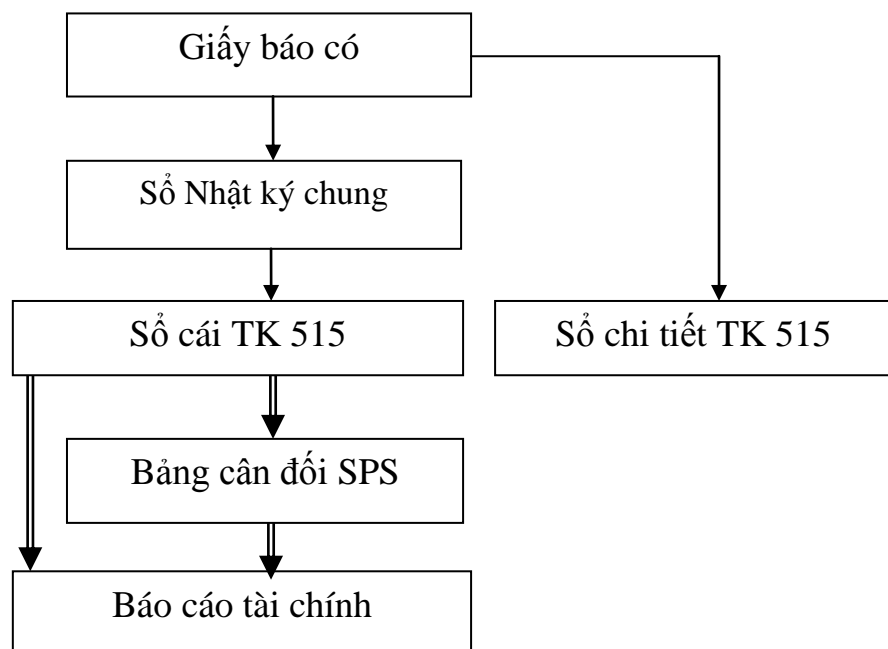 Giấy báo có
Sổ Nhật ký chung
Sổ cái TK 515
Sổ chi tiết TK 515
Bảng cân đối SPS
Báo cáo tài chính